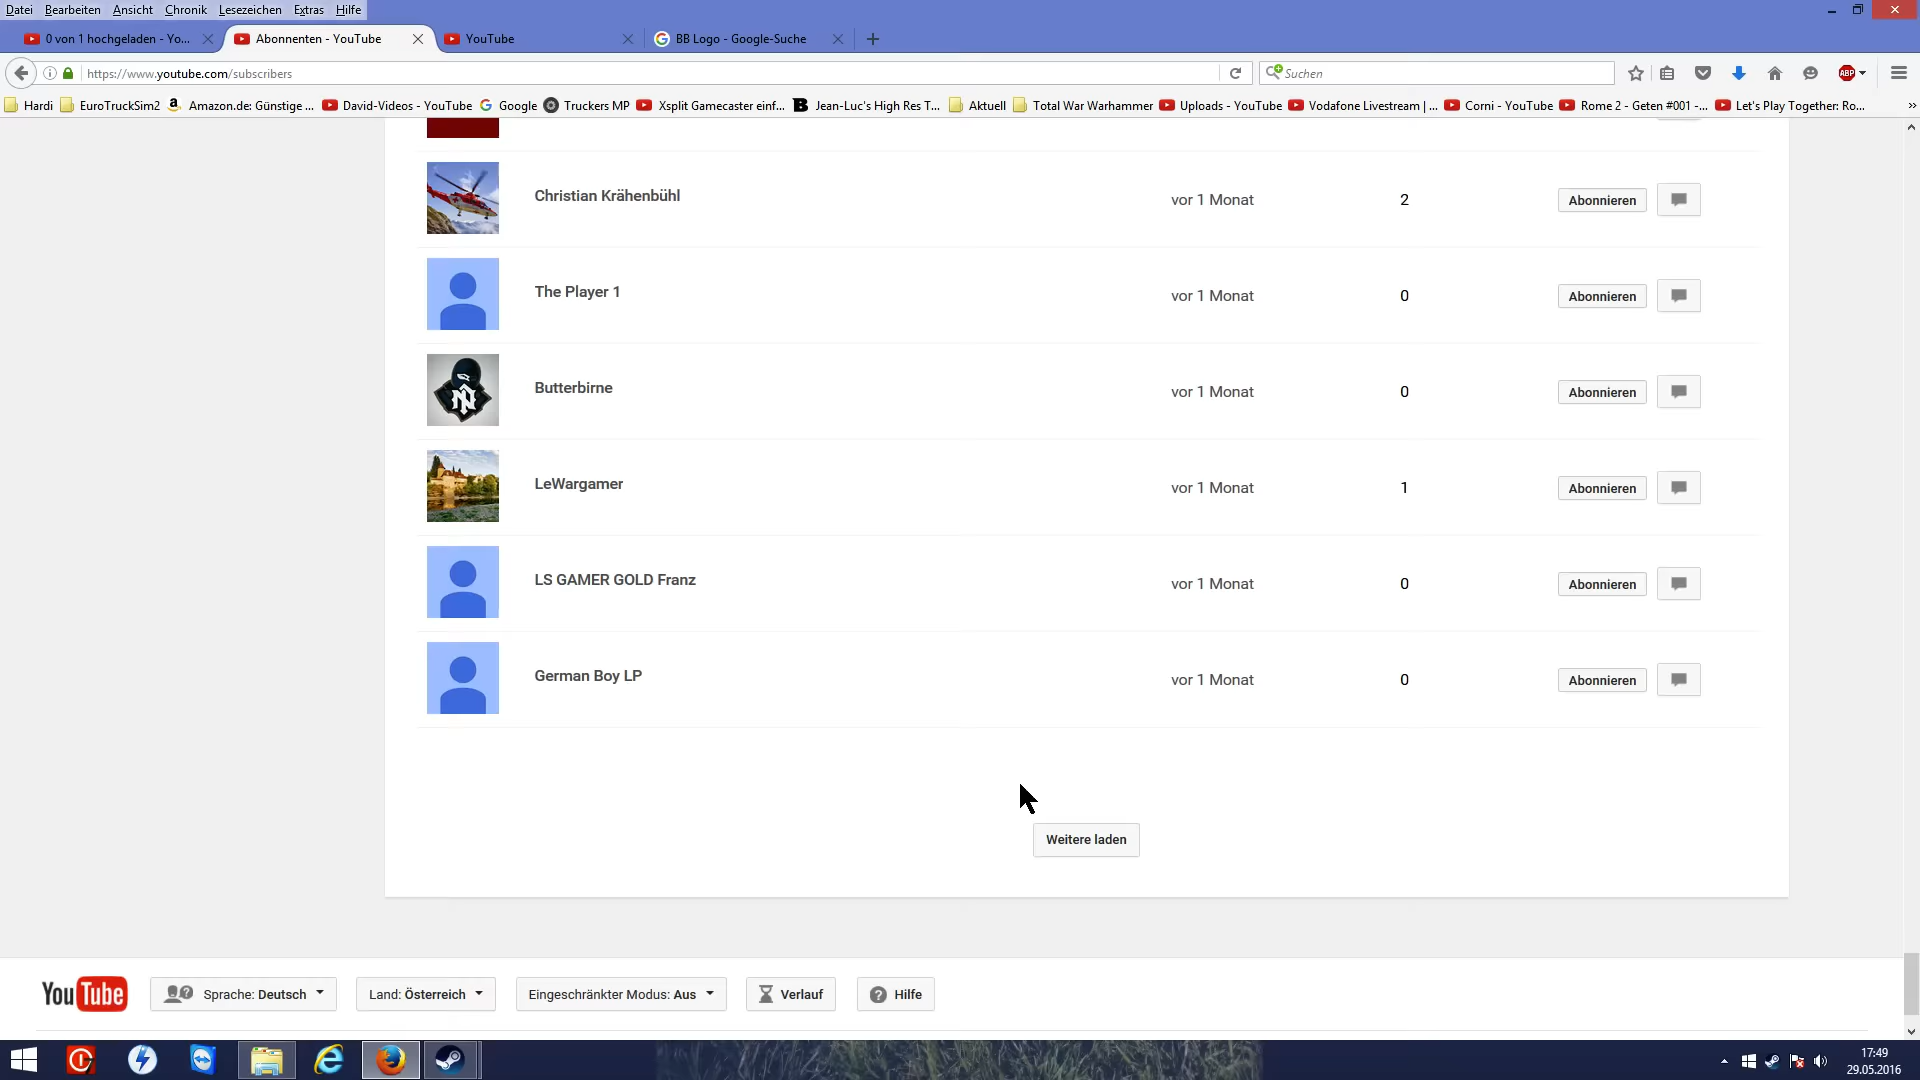 Datei Bearbeiten Ansicht Chronik Lesezeichen Extras Hilfe
0 von 1 hochgeladen - Yo... Abonnenten - YouTube YouTube BB Logo - Google-Suche
https://www.youtube.com/subscribers Suchen ABP
Hardi EuroTruckSim2 Amazon.de: Günstige ... David-Videos - YouTube Google Truckers MP Xsplit Gamecaster einf... Jean-Luc's High Res T... Aktuell Total War Warhammer Uploads - YouTube Vodafone Livestream | ... Corni - YouTube Rome 2 - Geten #001 -... Let's Play Together: Ro... »
Christian Krähenbühl vor 1 Monat 2 Abonnieren
The Player 1 vor 1 Monat 0 Abonnieren
Butterbirne vor 1 Monat 0 Abonnieren
LeWargamer vor 1 Monat 1 Abonnieren
LS GAMER GOLD Franz vor 1 Monat 0 Abonnieren
German Boy LP vor 1 Monat 0 Abonnieren
Weitere laden
YouTube Sprache: Deutsch Land: Österreich Eingeschränkter Modus: Aus Verlauf Hilfe
17:49
29.05.2016